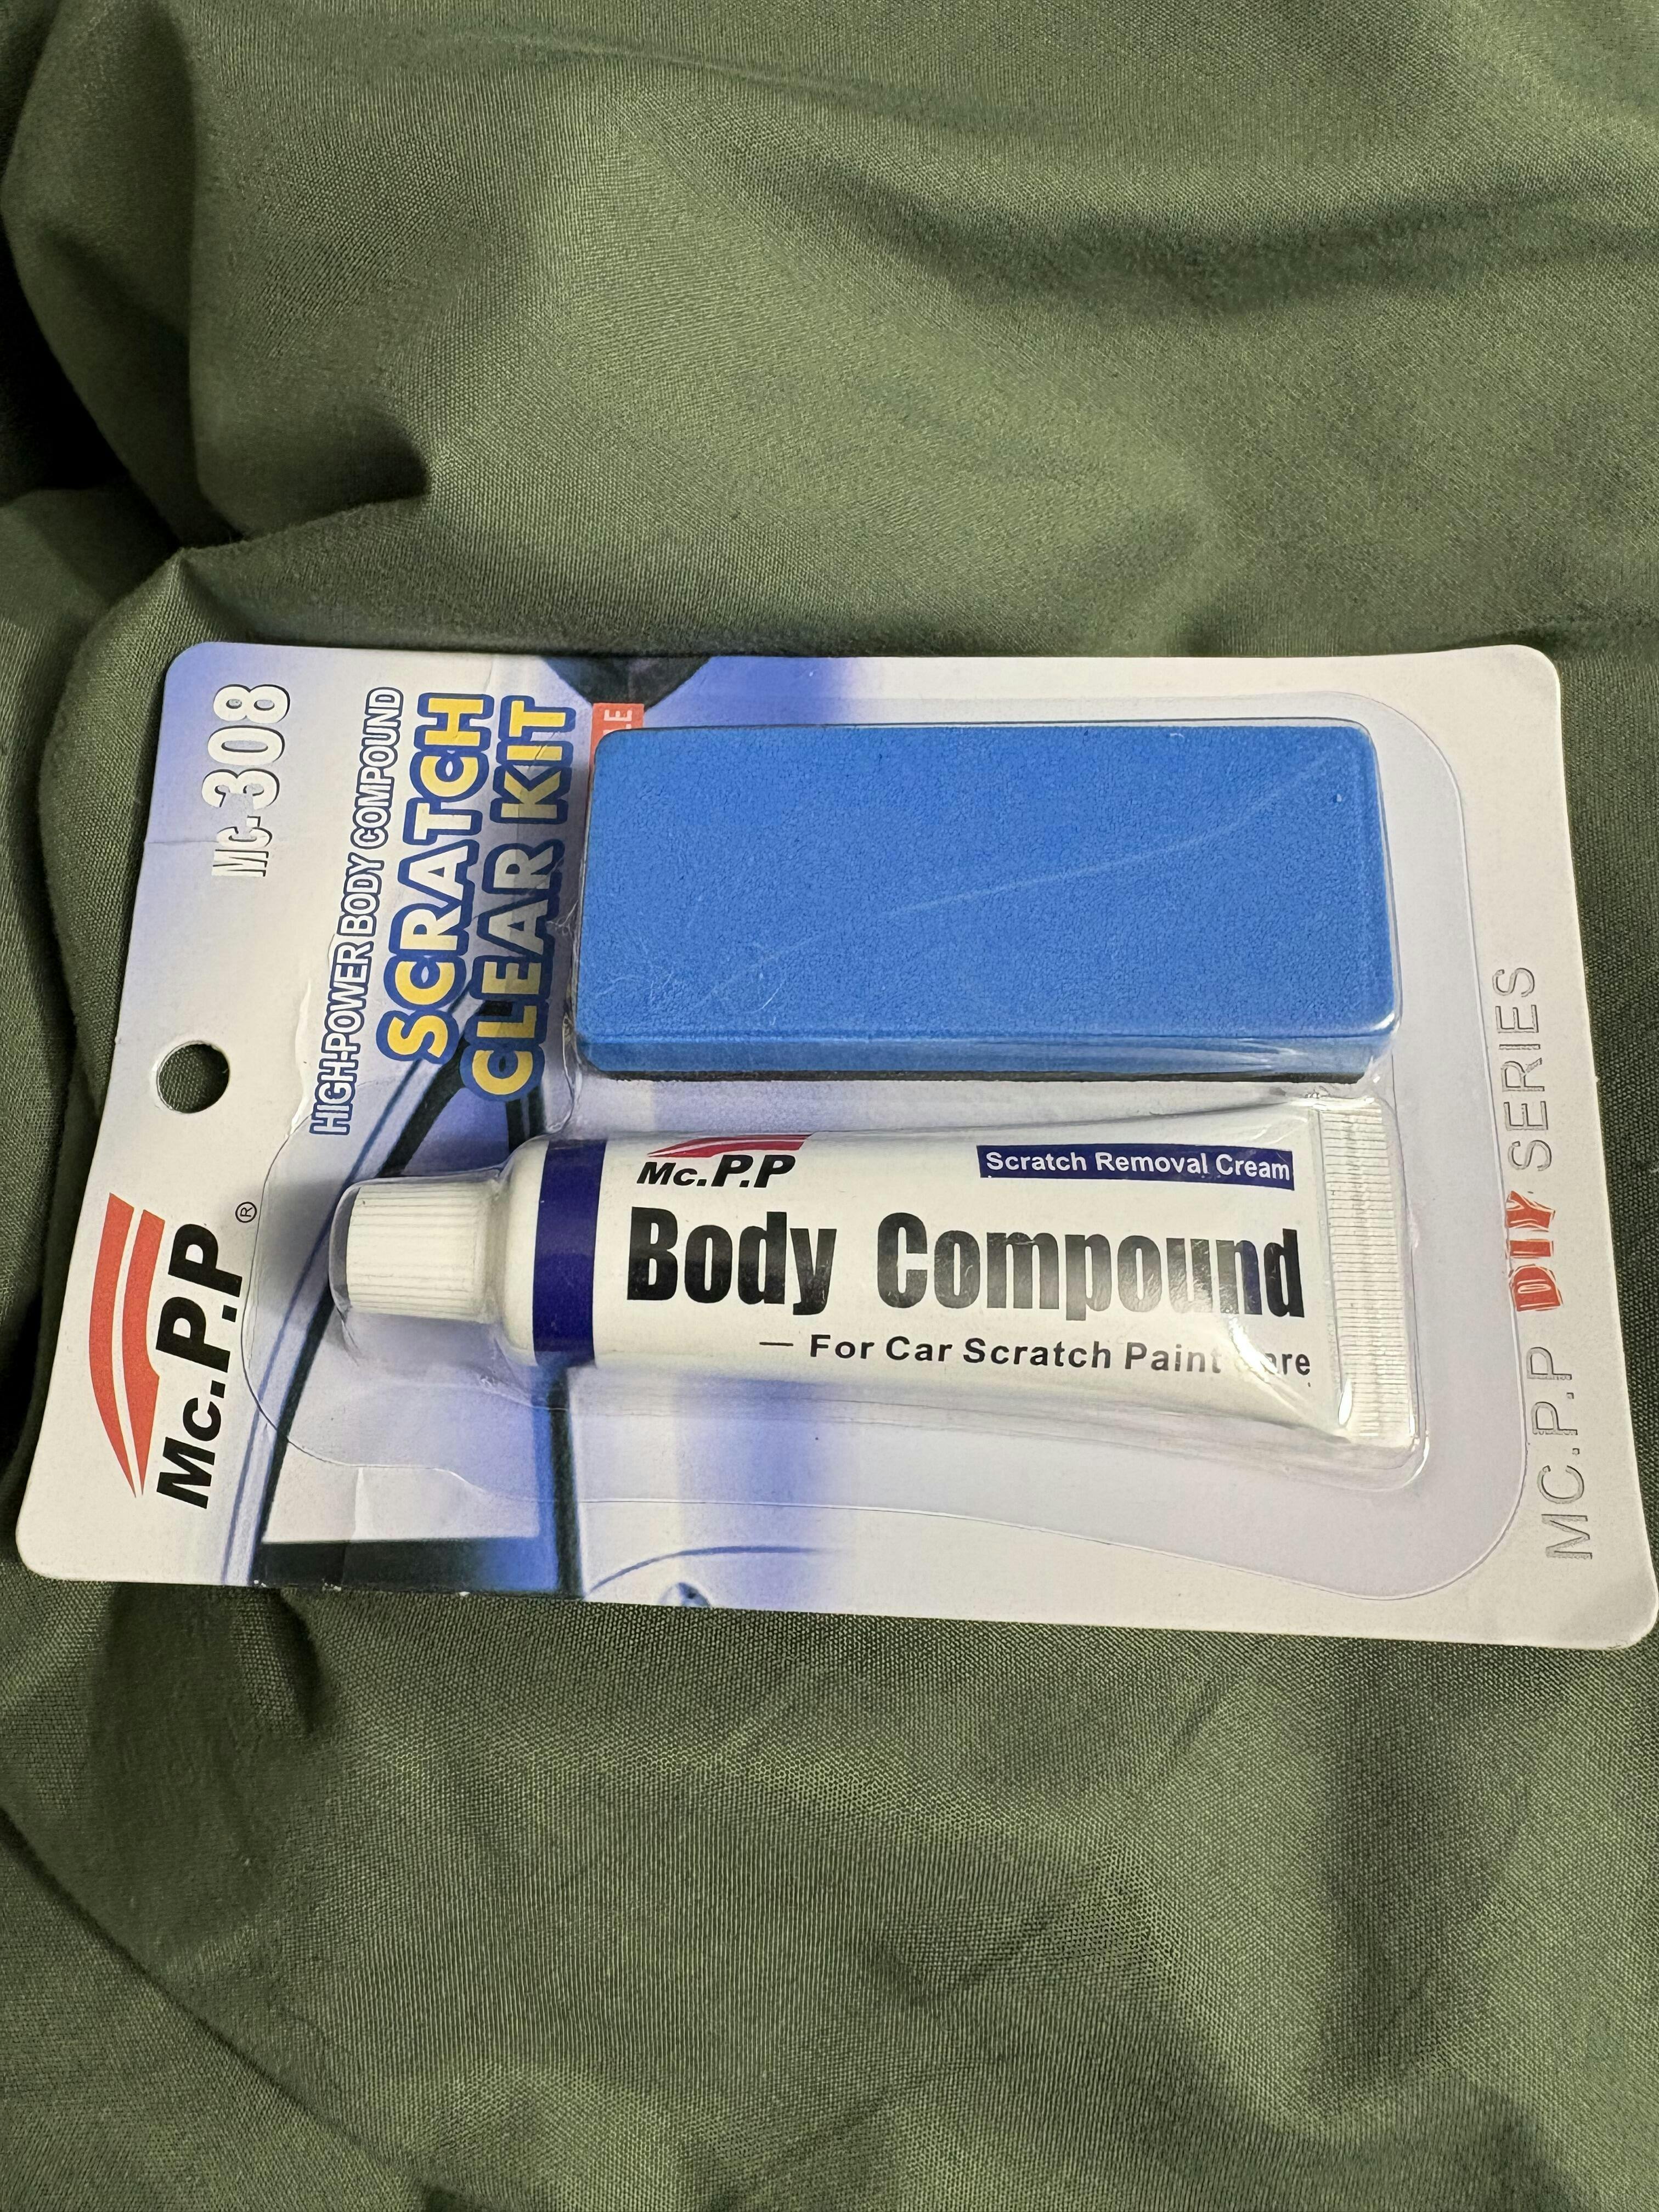 Mc.P.P®
Mc-308
HIGH-POWER BODY COMPOUND
SCRATCH
CLEAR KIT
Mc.P.P
Scratch Removal Cream
Body Compound
— For Car Scratch Paint
MC.P.P DIY SERIES